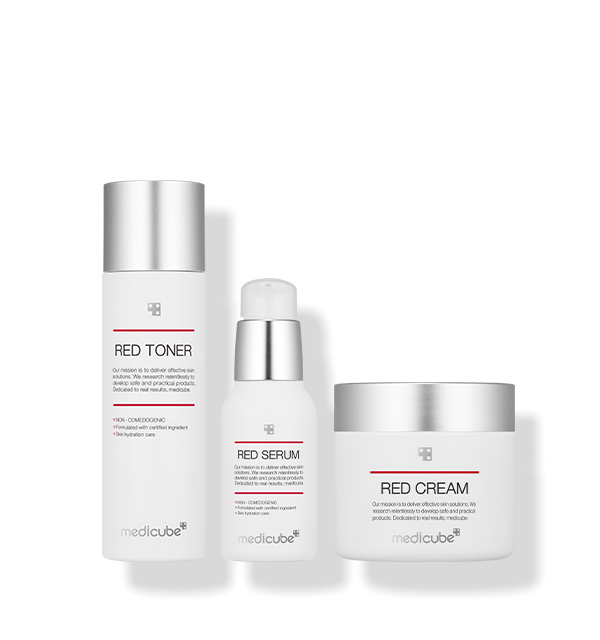 RED TONER
Our mission is to deliver effective skin
solutions. We research relentlessly to
develop safe and practical products.
Dedicated to real results, medicube.
NON - COMEDOGENIC
Formulated with certified ingredient
Skin hydration care
medicube
RED SERUM
Our mission is to deliver effective skin
solutions. We research relentlessly to
develop safe and practical products.
Dedicated to real results, medicube.
NON - COMEDOGENIC
Formulated with certified ingredient
Skin hydration care
medicube
RED CREAM
Our mission is to deliver effective skin solutions. We
research relentlessly to develop safe and practical
products. Dedicated to real results, medicube.
medicube